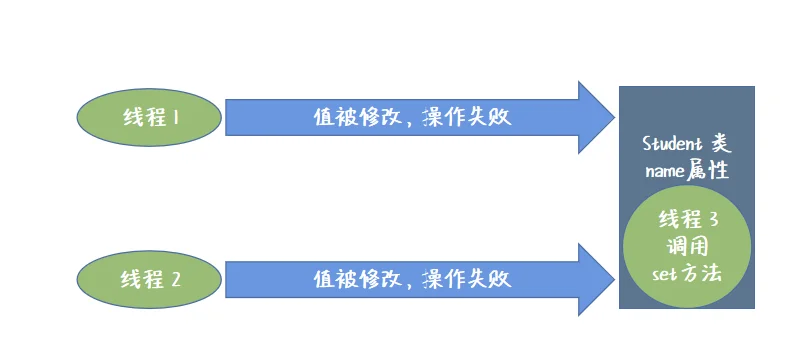 线程1
值被修改，操作失败
Student 类
name属性
线程 3
调用
set方法
线程 2
值被修改，操作失败